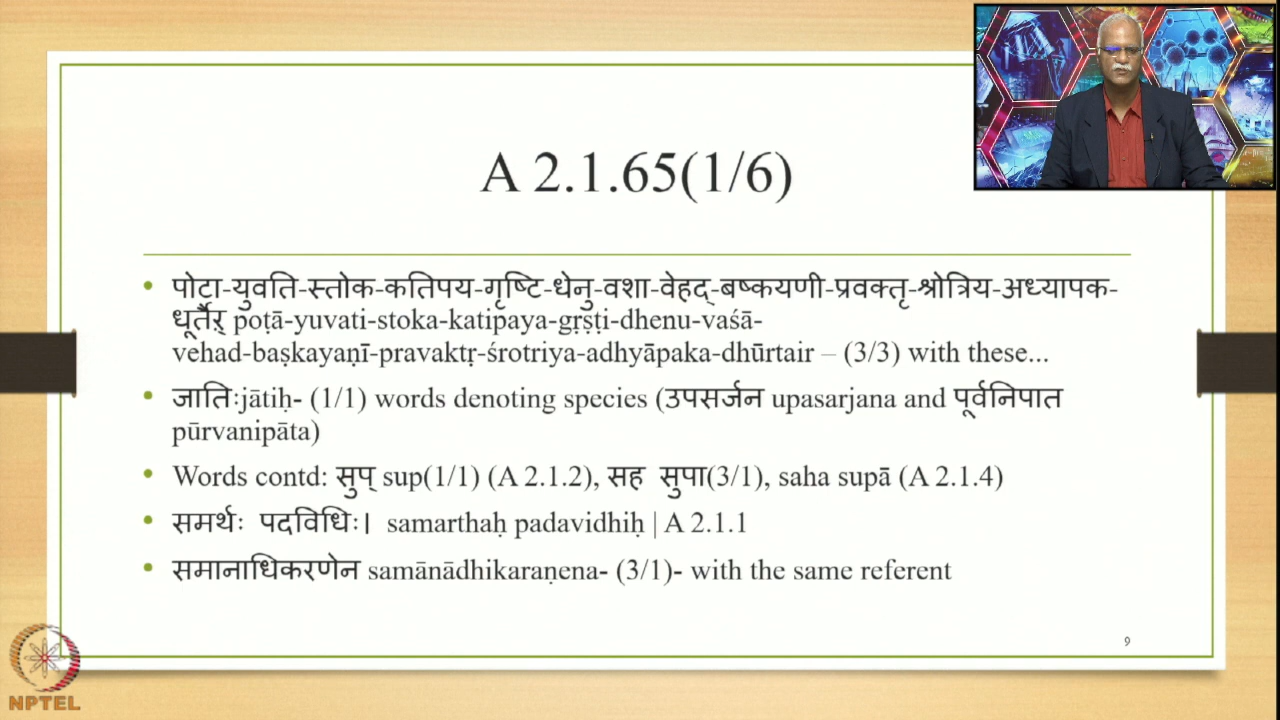 A 2.1.65(1/6)
पोटा-युवति-स्तोक-कतिपय-गृष्टि-धेनु-वशा-वेहद्-बष्कयणी-प्रवक्तृ-श्रोत्रिय-अध्यापक-
धूर्तैर् poṭā-yuvati-stoka-katipaya-gṛṣṭi-dhenu-vaśā-
vehad-baṣkayaṇī-pravaktṛ-śrotriya-adhyāpaka-dhūrtair – (3/3) with these...
जातिः jātiḥ- (1/1) words denoting species (उपसर्जन upasarjana and पूर्वनिपात
pūrvanipāta)
Words contd: सुप् sup(1/1) (A 2.1.2), सह सुपा(3/1), saha supā (A 2.1.4)
समर्थः पदविधिः। samarthaḥ padavidhiḥ | A 2.1.1
समानाधिकरणेन samānādhikaraṇena- (3/1)- with the same referent
9
NPTEL